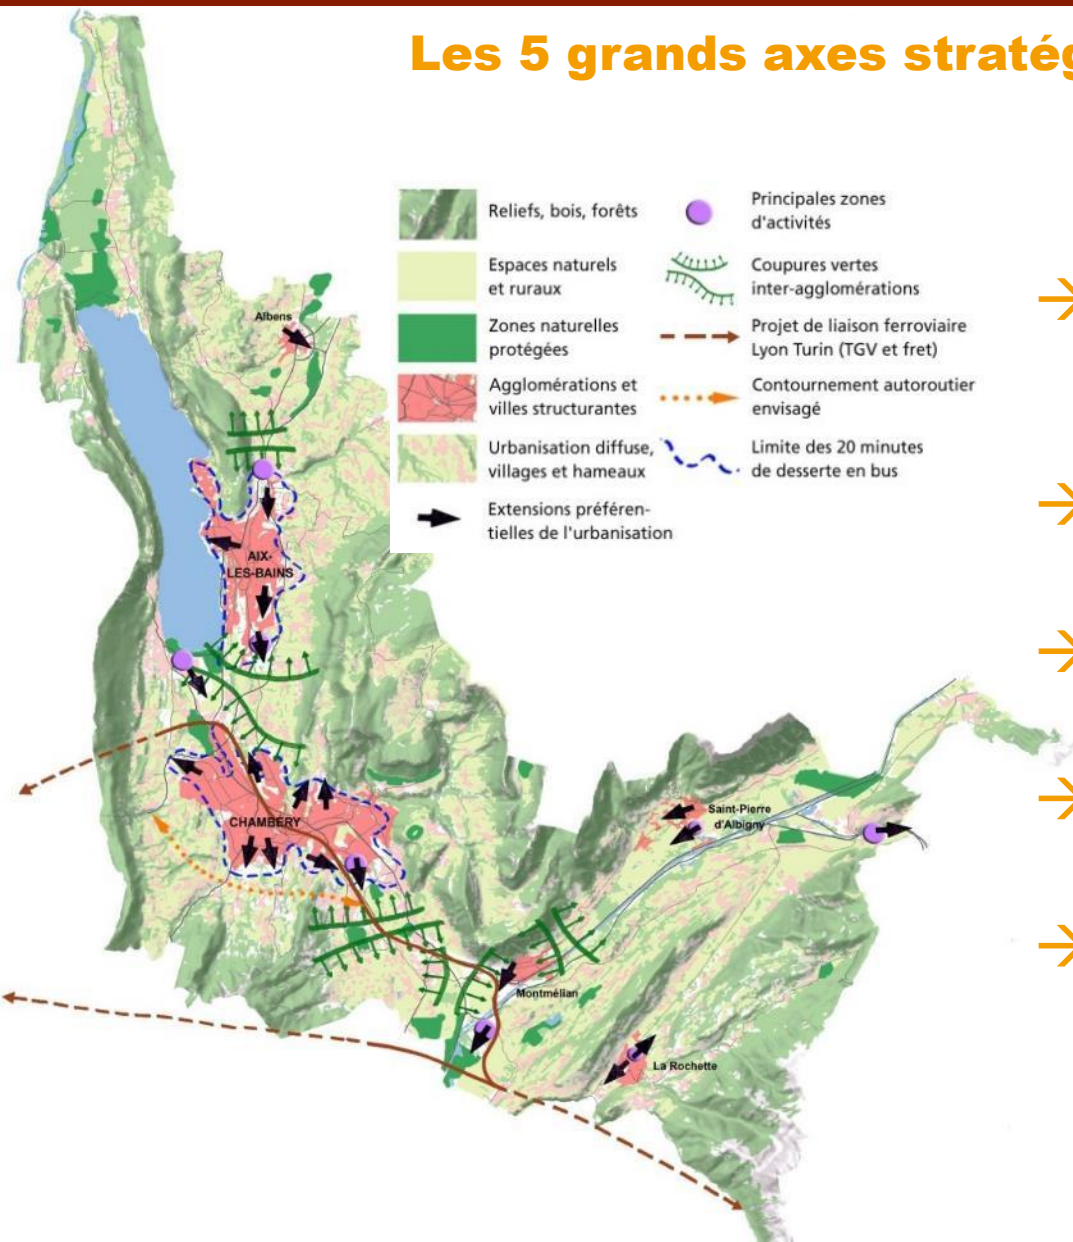 Les 5 grands axes stratég
Reliefs, bois, forêts
Principales zones
d'activités
Espaces naturels
et ruraux
Coupures vertes
inter-agglomérations
Zones naturelles
protégées
Projet de liaison ferroviaire
Lyon Turin (TGV et fret)
Agglomérations et
villes structurantes
Contournement autoroutier
envisagé
Urbanisation diffuse,
villages et hameaux
Limite des 20 minutes
de desserte en bus
Extensions préféren-
tielles de l'urbanisation
Albens
AIX-
LES-BAINS
CHAMBERY
Saint-Pierre
d'Albigny
Montmélian
La Rochette